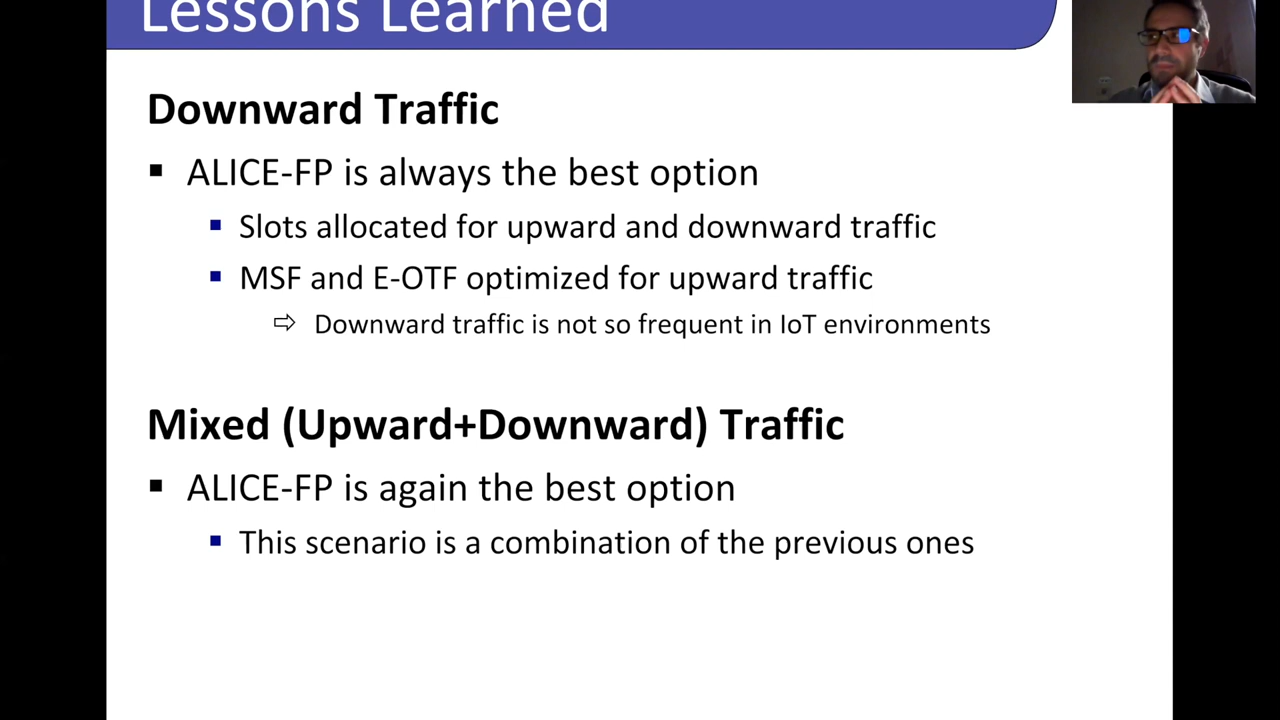 Lessons Learned
Downward Traffic
ALICE-FP is always the best option
Slots allocated for upward and downward traffic
MSF and E-OTF optimized for upward traffic
⇨ Downward traffic is not so frequent in IoT environments
Mixed (Upward+Downward) Traffic
ALICE-FP is again the best option
This scenario is a combination of the previous ones